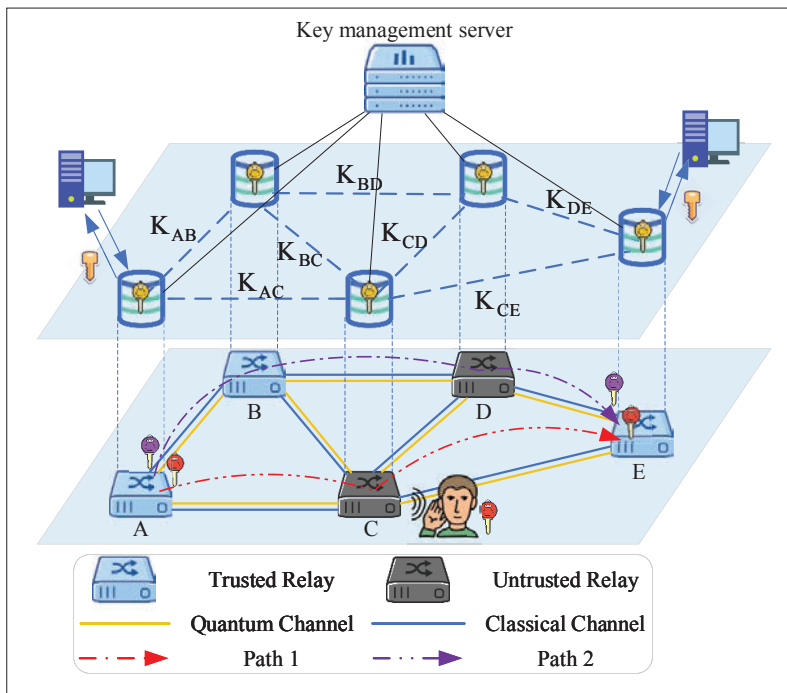 Key management server
K_BD
K_DE
K_AB
K_CD
K_BC
K_AC
K_CE
B
D
E
A
C
Trusted Relay
Untrusted Relay
Quantum Channel
Classical Channel
Path 1
Path 2